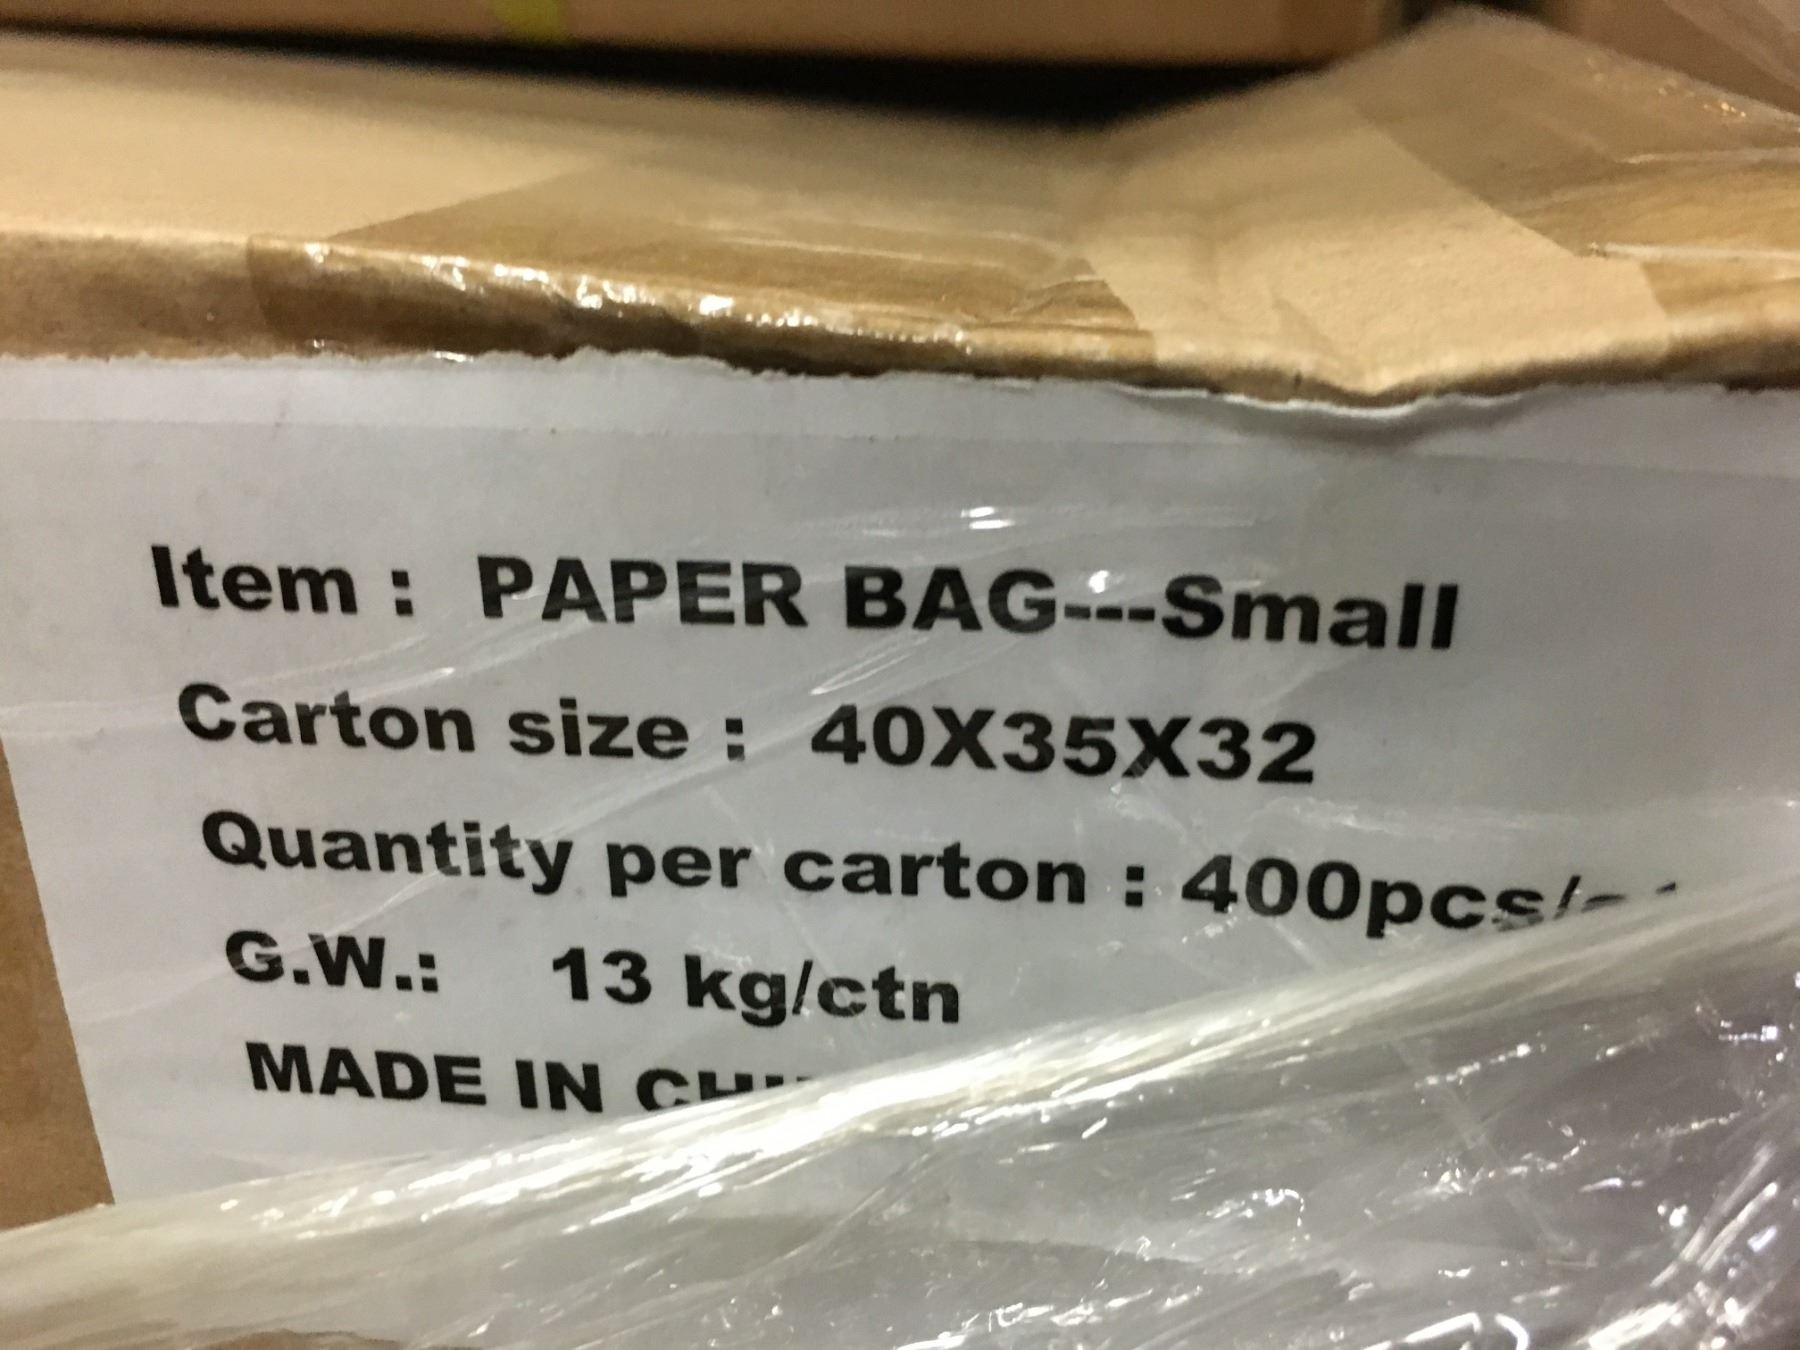 Item : PAPER BAG---Small
Carton size : 40X35X32
Quantity per carton : 400pcs/
G.W.: 13 kg/ctn
MADE IN